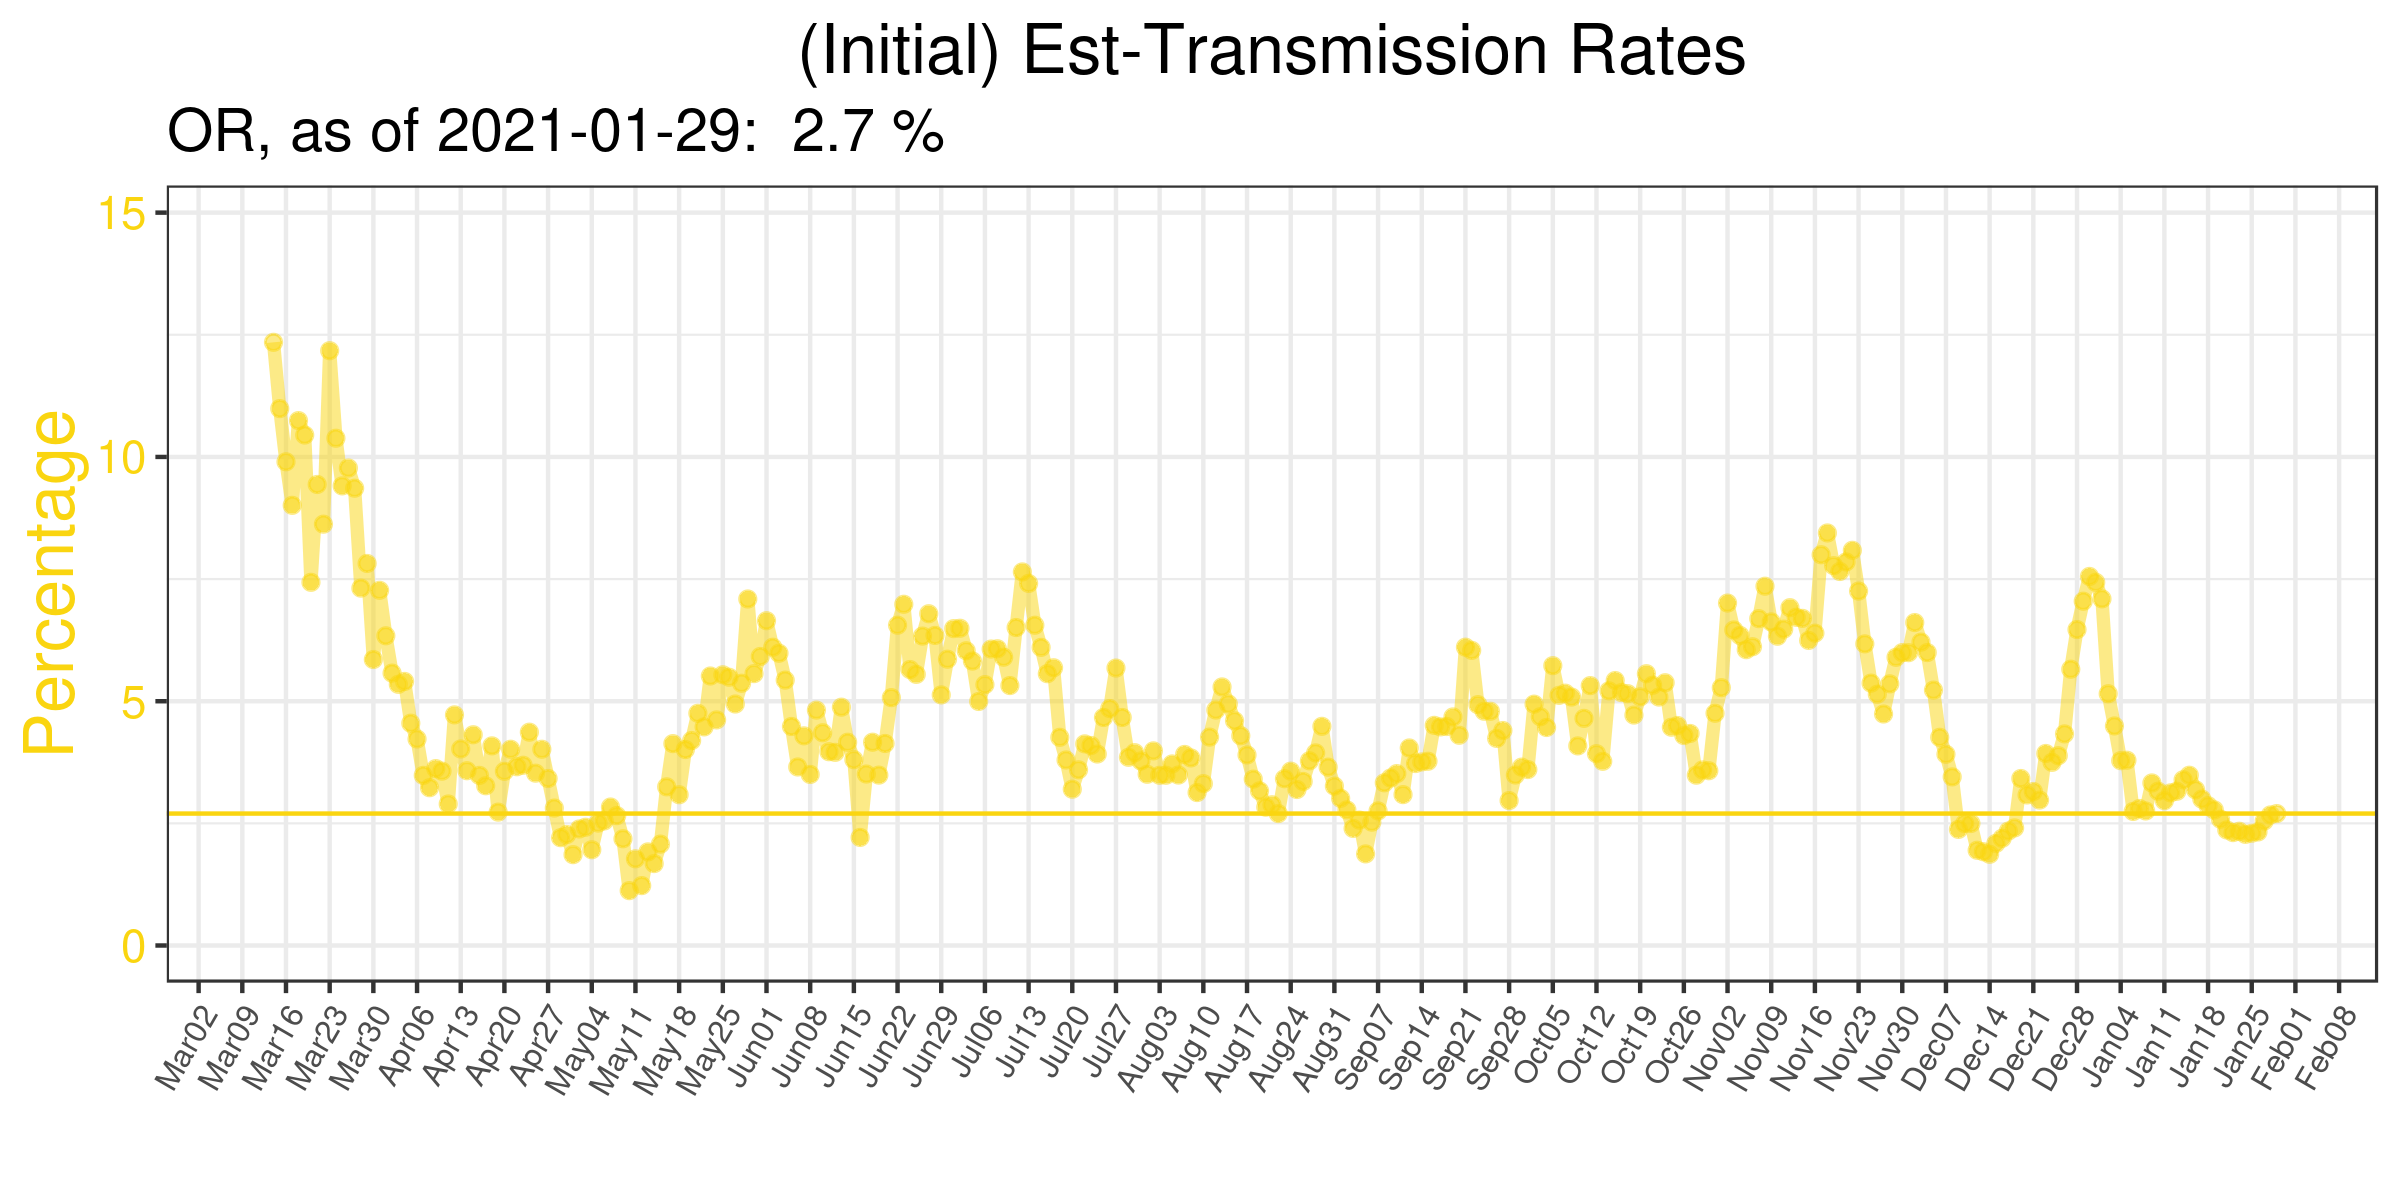 (Initial) Est-Transmission Rates
OR, as of 2021-01-29:  2.7 %
Percentage
15
10
5
0
Mar02 Mar09 Mar16 Mar23 Mar30 Apr06 Apr13 Apr20 Apr27 May04 May11 May18 May25 Jun01 Jun08 Jun15 Jun22 Jun29 Jul06 Jul13 Jul20 Jul27 Aug03 Aug10 Aug17 Aug24 Aug31 Sep07 Sep14 Sep21 Sep28 Oct05 Oct12 Oct19 Oct26 Nov02 Nov09 Nov16 Nov23 Nov30 Dec07 Dec14 Dec21 Dec28 Jan04 Jan11 Jan18 Jan25 Feb01 Feb08